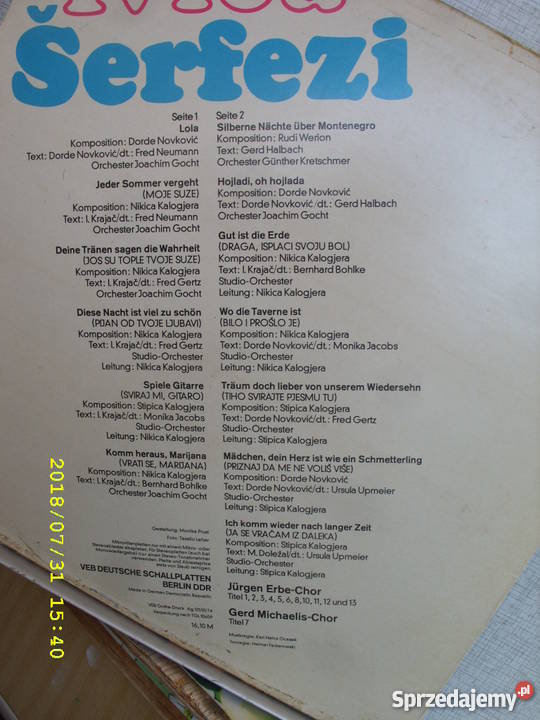 Šerfezi
Seite 1
Lola
Komposition: Dorde Novković
Text: Dorde Novković/dt.: Fred Neumann
Orchester Joachim Gocht
Jeder Sommer vergeht
(MOJE SUZE)
Komposition: Nikica Kalogjera
Text: I. Krajač/dt.: Fred Neumann
Orchester Joachim Gocht
Deine Tränen sagen die Wahrheit
(JOS SU TOPLE TVOJE SUZE)
Komposition: Nikica Kalogjera
Text: I. Krajač/dt.: Fred Gertz
Orchester Joachim Gocht
Diese Nacht ist viel zu schön
(PIJAN OD TVOJE LJUBAVI)
Komposition: Nikica Kalogjera
Text: I. Krajač/dt.: Fred Gertz
Studio-Orchester
Leitung: Nikica Kalogjera
Spiele Gitarre
(SVIRAJ MI, GITARO)
Komposition: Stipica Kalogjera
Text: I. Krajač/dt.: Monika Jacobs
Studio-Orchester
Leitung: Nikica Kalogjera
Komm heraus, Marijana
(VRATI SE, MARIJANA)
Komposition: Nikica Kalogjera
Text: I. Krajač/dt.: Bernhard Bohlke
Orchester Joachim Gocht
Seite 2
Silberne Nächte über Montenegro
Komposition: Rudi Werion
Text: Gerd Halbach
Orchester Günther Kretschmer
Hojladi, oh hojlada
Komposition: Dorde Novković
Text: Dorde Novković/dt.: Gerd Halbach
Orchester Joachim Gocht
Gut ist die Erde
(DRAGA, ISPLACI SVOJU BOL)
Komposition: Nikica Kalogjera
Text: I. Krajač/dt.: Bernhard Bohlke
Studio-Orchester
Leitung: Nikica Kalogjera
Wo die Taverne ist
(BILO I PROŠLO JE)
Komposition: Nikica Kalogjera
Text: Dorde Novković/dt.: Monika Jacobs
Studio-Orchester
Leitung: Nikica Kalogjera
Träum doch lieber von unserem Wiedersehn
(TIHO SVIRAJTE PJESMU TU)
Komposition: Stipica Kalogjera
Text: Dorde Novković/dt.: Fred Gertz
Studio-Orchester
Leitung: Stipica Kalogjera
Mädchen, dein Herz ist wie ein Schmetterling
(PRIZNAJ DA ME NE VOLIŠ VIŠE)
Komposition: Dorde Novković
Text: Dorde Novković/dt.: Ursula Upmeier
Studio-Orchester
Leitung: Stipica Kalogjera
Ich komm wieder nach langer Zeit
(JA SE VRAĆAM IZ DALEKA)
Komposition: Stipica Kalogjera
Text: M. Doležal/dt.: Ursula Upmeier
Studio-Orchester
Leitung: Stipica Kalogjera
Jürgen Erbe-Chor
Titel 1, 2, 3, 4, 5, 6, 8, 10, 11, 12 und 13
Gerd Michaelis-Chor
Titel 7
Gestaltung: Monika Prust
VEB DEUTSCHE SCHALLPLATTEN
BERLIN DDR
Made in German Democratic Republic
16,10 M
2018/07/31 15:40
Sprzedajemy.pl